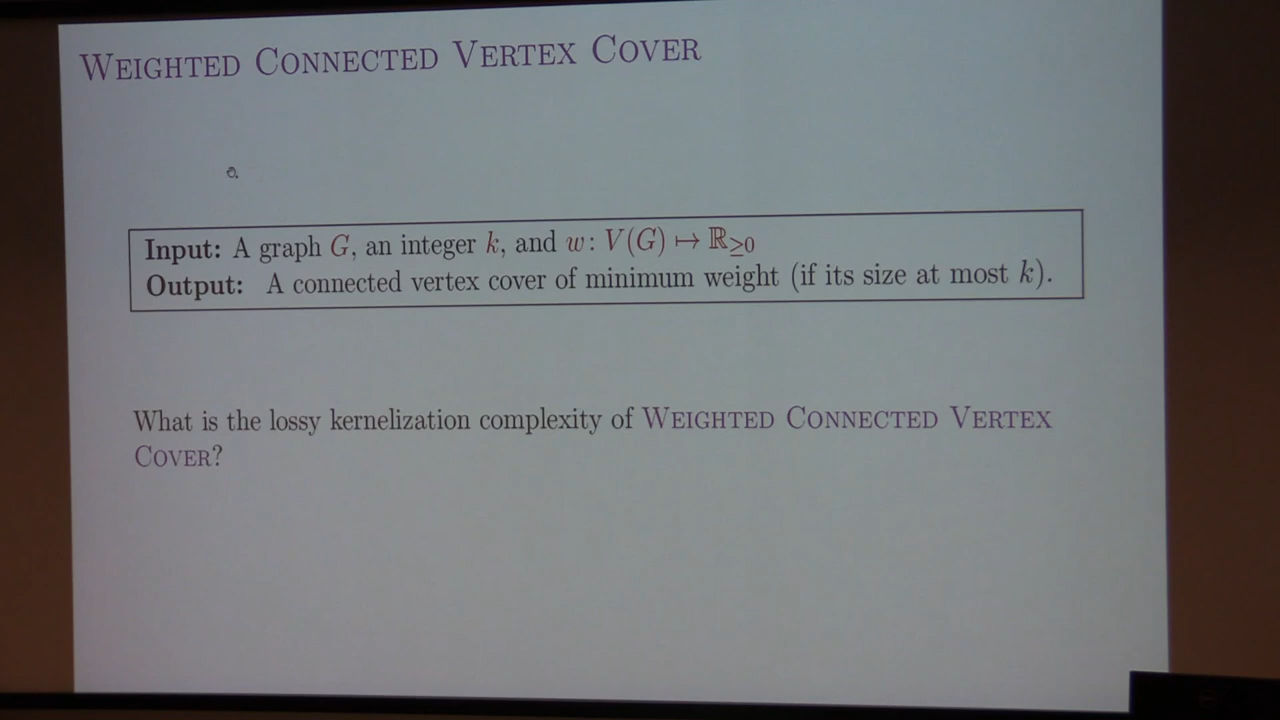 WEIGHTED CONNECTED VERTEX COVER
Input: A graph G, an integer k, and w: V(G) ↦ ℝ≥0
Output: A connected vertex cover of minimum weight (if its size at most k).
What is the lossy kernelization complexity of WEIGHTED CONNECTED VERTEX
COVER?